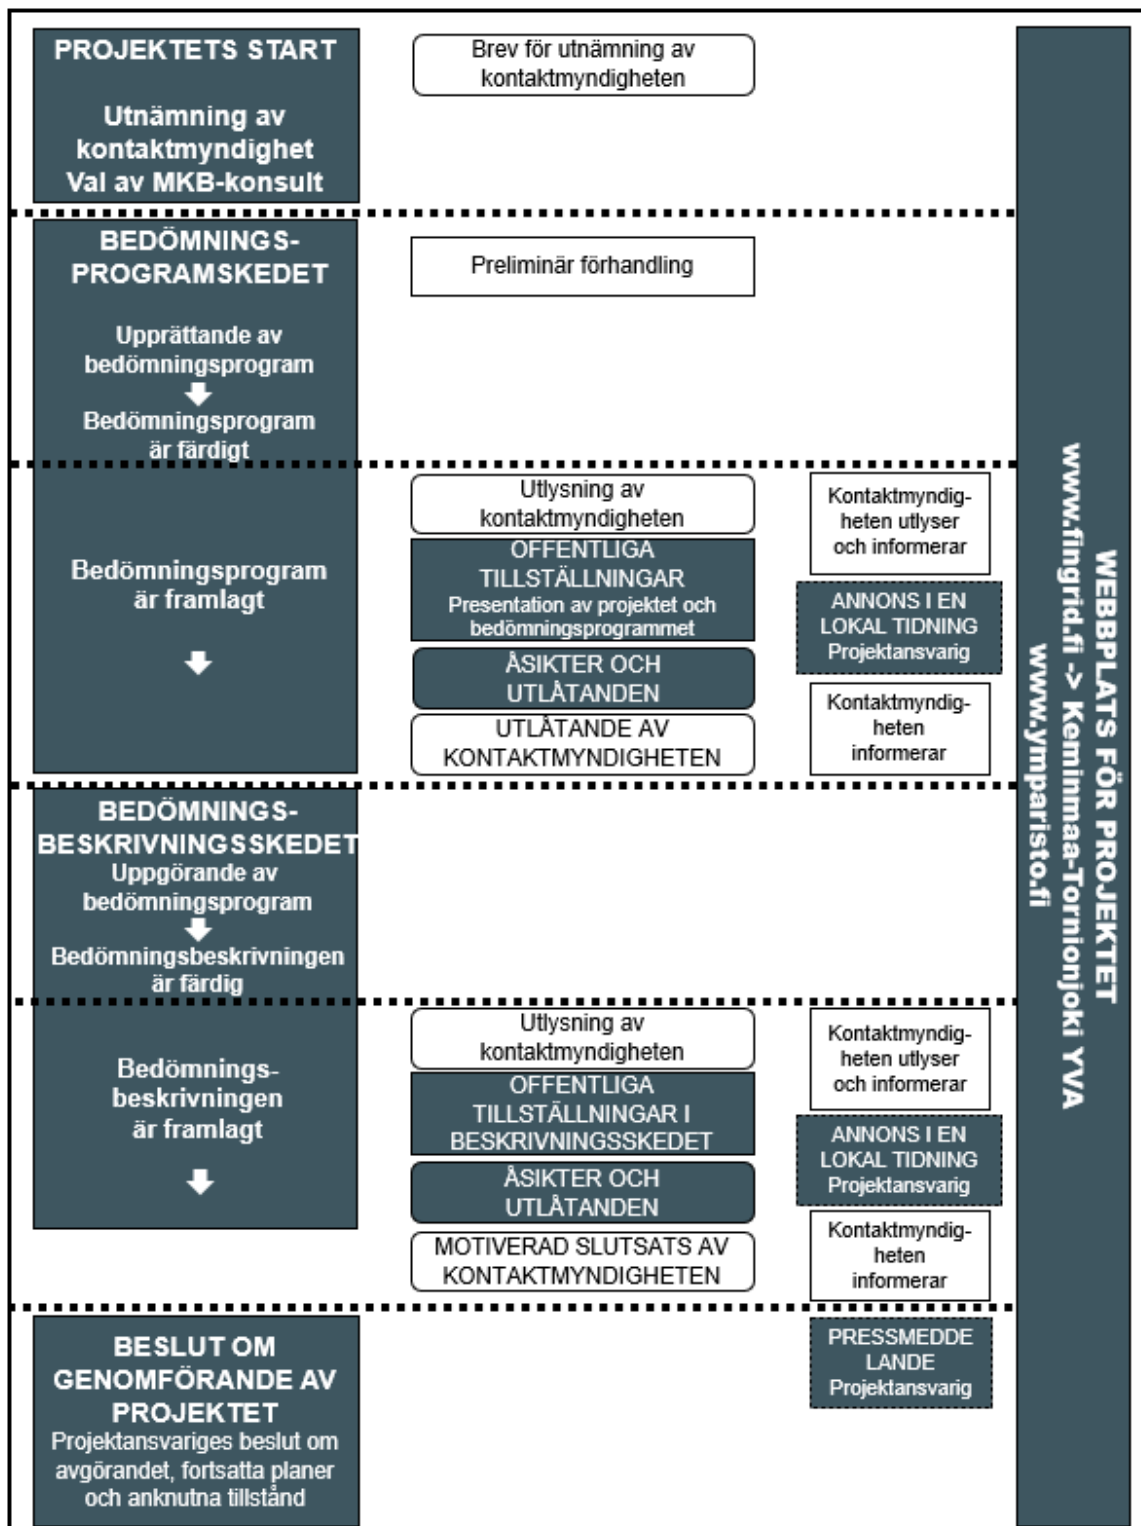 PROJEKTETS START
Utnämning av
kontaktmyndighet
Val av MKB-konsult
Brev för utnämning av
kontaktmyndigheten
BEDÖMNINGS-
PROGRAMSKEDET
Upprättande av
bedömningsprogram
Bedömningsprogram
är färdigt
Preliminär förhandling
Bedömningsprogram
är framlagt
Utlysning av
kontaktmyndigheten
OFFENTLIGA
TILLSTÄLLNINGAR
Presentation av projektet och
bedömningsprogrammet
ÅSIKTER OCH
UTLÅTANDEN
UTLÅTANDE AV
KONTAKTMYNDIGHETEN
Kontaktmyndig-
heten utlyser
och informerar
ANNONS I EN
LOKAL TIDNING
Projektansvarig
Kontaktmyndig-
heten
informerar
BEDÖMNINGS-
BESKRIVNINGSSKEDET
Uppgörande av
bedömningsprogram
Bedömningsbeskrivningen
är färdig
Bedömnings-
beskrivningen
är framlagt
Utlysning av
kontaktmyndigheten
OFFENTLIGA
TILLSTÄLLNINGAR I
BESKRIVNINGSSKEDET
ÅSIKTER OCH
UTLÅTANDEN
MOTIVERAD SLUTSATS AV
KONTAKTMYNDIGHETEN
Kontaktmyndig-
heten utlyser
och informerar
ANNONS I EN
LOKAL TIDNING
Projektansvarig
Kontaktmyndig-
heten
informerar
BESLUT OM
GENOMFÖRANDE AV
PROJEKTET
Projektansvariges beslut om
avgörandet, fortsatta planer
och anknutna tillstånd
PRESSMEDDE
LANDE
Projektansvarig
WEBBPLATS FÖR PROJEKTET
www.fingrid.fi -> Keminmaa-Tornionjoki YVA
www.ymparisto.fi